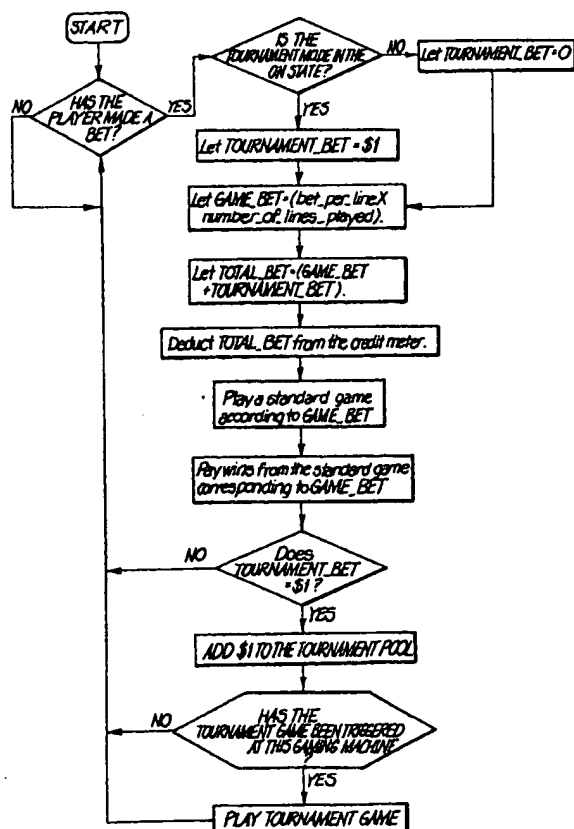 START
HAS THE
PLAYER MADE A
BET?
NO
YES
IS THE
TOURNAMENT MODE IN THE
ON STATE?
NO
Let TOURNAMENT_BET=0
YES
Let TOURNAMENT_BET = $1
Let GAME_BET=(bet_per_line X
number_of_lines_played).
Let TOTAL_BET=(GAME_BET
+TOURNAMENT_BET).
Deduct TOTAL_BET from the credit meter.
Play a standard game
according to GAME_BET
Pay wins from the standard game
corresponding to GAME_BET
Does
TOURNAMENT_BET
=$1?
NO
YES
ADD $1 TO THE TOURNAMENT POOL
HAS THE
TOURNAMENT GAME BEEN TRIGGERED
AT THIS GAMING MACHINE
?
NO
YES
PLAY TOURNAMENT GAME